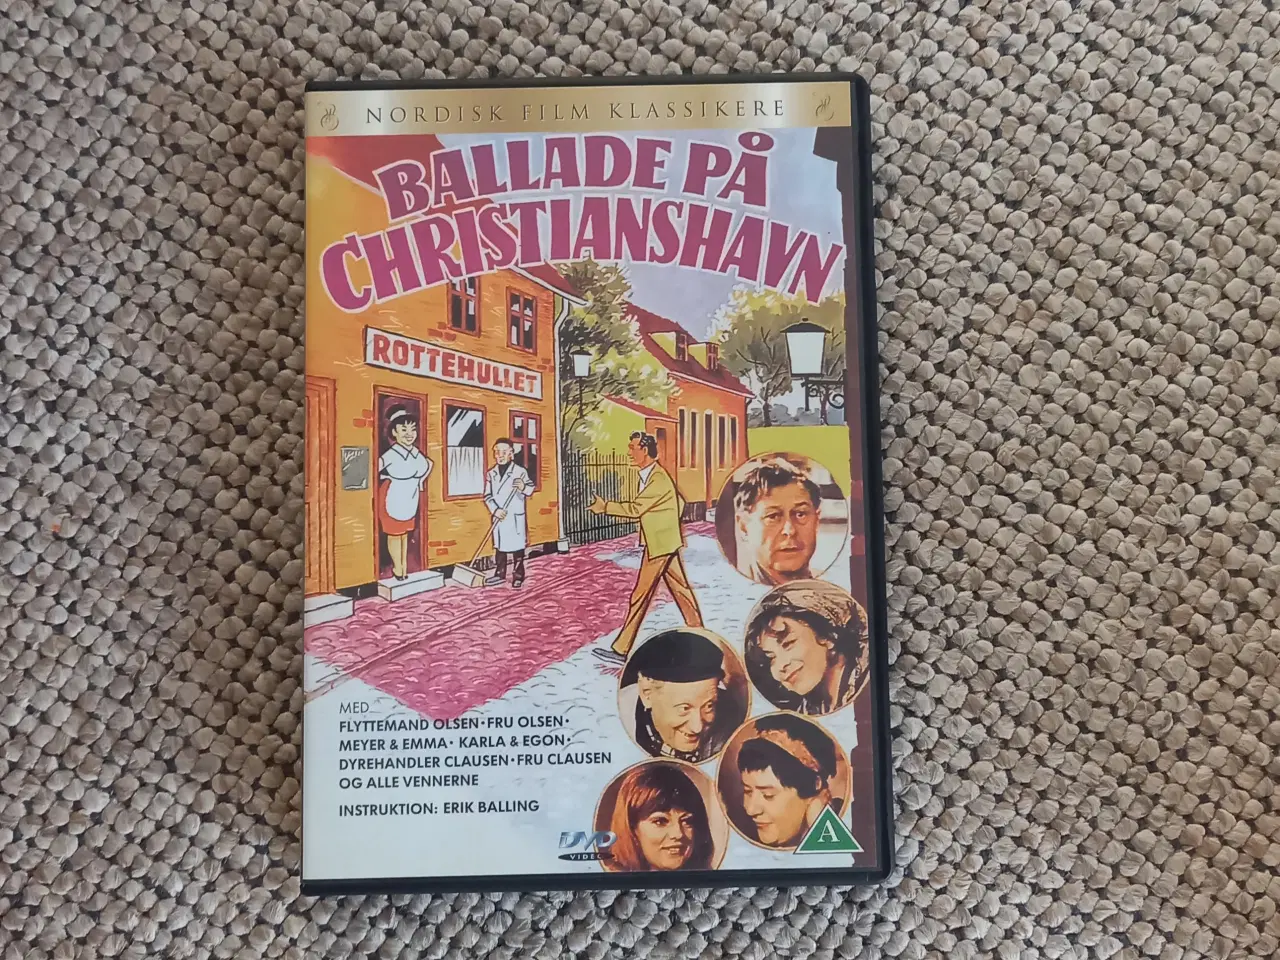 NORDISK FILM KLASSIKERE
BALLADE PÅ
CHRISTIANSHAVN
ROTTEHULLET
MED
FLYTTEMAND OLSEN · FRU OLSEN ·
MEYER & EMMA · KARLA & EGON ·
DYREHANDLER CLAUSEN · FRU CLAUSEN
OG ALLE VENNERNE
INSTRUKTION: ERIK BALLING
DVD
VIDEO
A